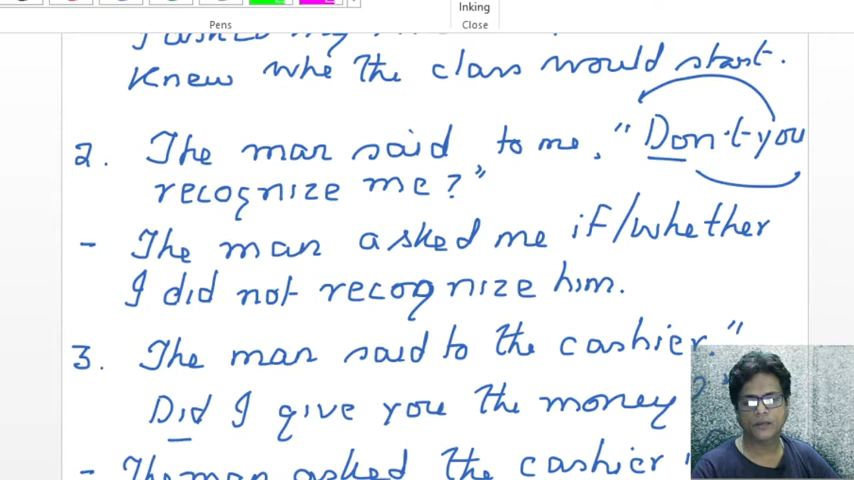 Inking
Pens
Close
Knew whe the class would start.
2. The man said to me, "Don't you
recognize me?"
- The man asked me if/whether
I did not recognize him.
3. The man said to the cashier."
Did I give you the money
- The man asked the cashier